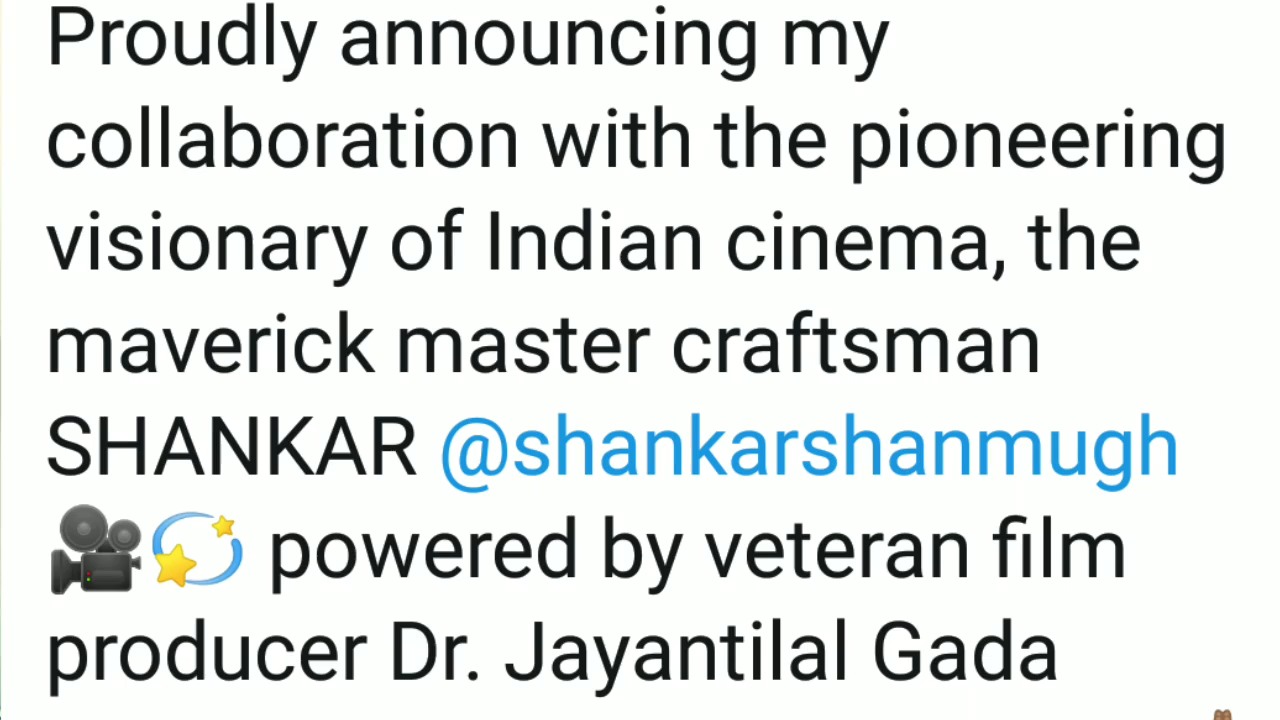 Proudly announcing my
collaboration with the pioneering
visionary of Indian cinema, the
maverick master craftsman
SHANKAR @shankarshanmugh
🎥💫 powered by veteran film
producer Dr. Jayantilal Gada